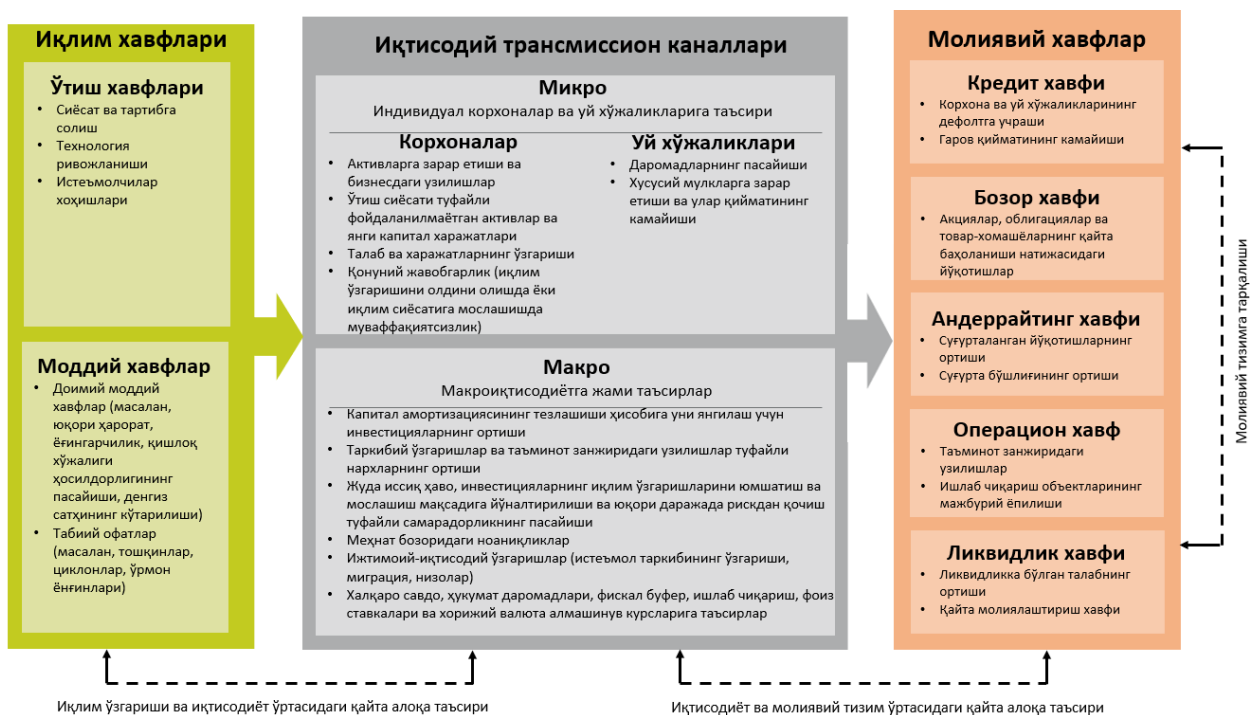 Иқлим хавфлари
Ўтиш хавфлари
• Сиёсат ва тартибга
солиш
• Технология
ривожланиши
• Истеъмолчилар
хоҳишлари
Моддий хавфлар
• Доимий моддий
хавфлар (масалан,
юқори ҳарорат,
ёғингарчилик, қишлоқ
хўжалиги
ҳосилдорлигининг
пасайиши, денгиз
сатҳининг кўтарилиши)
• Табиий офатлар
(масалан, тошқинлар,
циклонлар, ўрмон
ёнғинлари)
Иқтисодий трансмиссион каналлари
Микро
Индивидуал корхоналар ва уй хўжаликларига таъсири
Корхоналар
• Активларга зарар етиши ва
бизнесдаги узилишлар
• Ўтиш сиёсати туфайли
фойдаланилмаётган активлар ва
янги капитал харажатлари
• Талаб ва харажатларнинг ўзгариши
• Қонуний жавобгарлик (иқлим
ўзгаришини олдини олишда ёки
иқлим сиёсатига мослашишда
муваффақиятсизлик)
Уй хўжаликлари
• Даромадларнинг пасайиши
• Хусусий мулкларга зарар
етиши ва улар қийматининг
камайиши
Макро
Макроиқтисодиётга жами таъсирлар
• Капитал амортизациясининг тезлашиши ҳисобига уни янгилаш учун
инвестицияларнинг ортиши
• Таркибий ўзгаришлар ва таъминот занжиридаги узилишлар туфайли
нархларнинг ортиши
• Жуда иссиқ ҳаво, инвестицияларнинг иқлим ўзгаришларини юмшатиш ва
мослашиш мақсадига йўналтирилиши ва юқори даражада рискдан қочиш
туфайли самарадорликнинг пасайиши
• Меҳнат бозоридаги ноаниқликлар
• Ижтимоий-иқтисодий ўзгаришлар (истеъмол таркибининг ўзгариши,
миграция, низолар)
• Халқаро савдо, ҳукумат даромадлари, фискал буфер, ишлаб чиқариш, фоиз
ставкалари ва хорижий валюта алмашинув курсларига таъсирлар
Молиявий хавфлар
Кредит хавфи
• Корхона ва уй хўжаликларининг
дефолтга учраши
• Гаров қийматининг камайиши
Бозор хавфи
• Акциялар, облигациялар ва
товар-хомашёларнинг қайта
баҳоланиши натижасидаги
йўқотишлар
Андеррайтинг хавфи
• Суғурталанган йўқотишларнинг
ортиши
• Суғурта бўшлиғининг ортиши
Операцион хавф
• Таъминот занжиридаги
узилишлар
• Ишлаб чиқариш объектларининг
мажбурий ёпилиши
Ликвидлик хавфи
• Ликвидликка бўлган талабнинг
ортиши
• Қайта молиялаштириш хавфи
Молиявий тизимга тарқалиши
Иқлим ўзгариши ва иқтисодиёт ўртасидаги қайта алоқа таъсири
Иқтисодиёт ва молиявий тизим ўртасидаги қайта алоқа таъсири